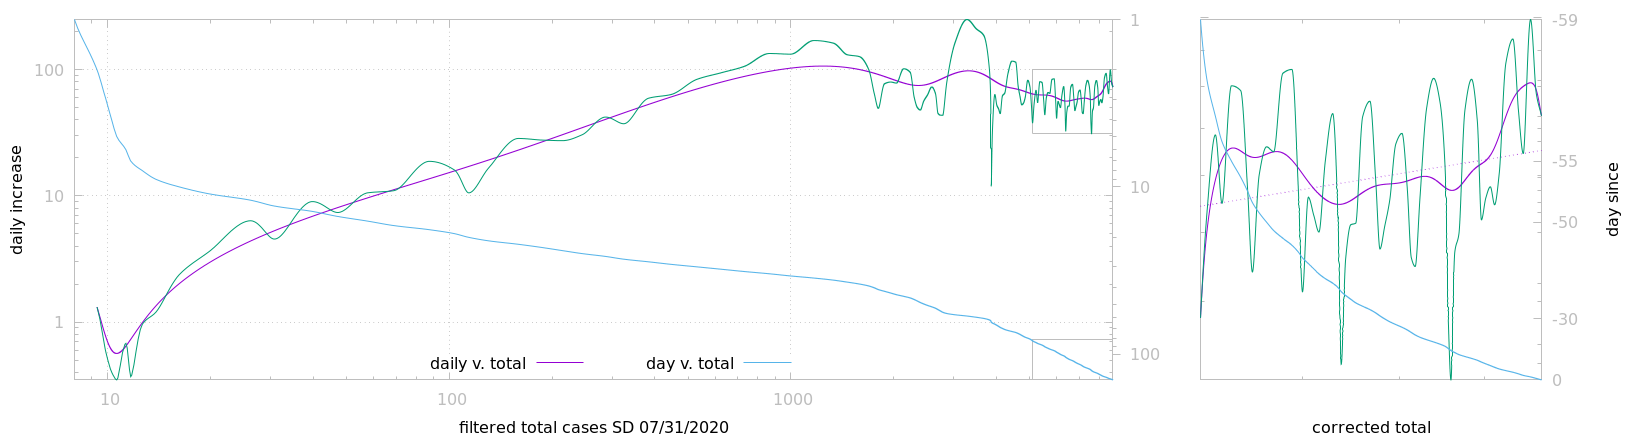 100
10
1
daily increase
10
100
1000
1
10
100
daily v. total
day v. total
filtered total cases SD 07/31/2020
-59
-55
-50
-30
0
day since
corrected total